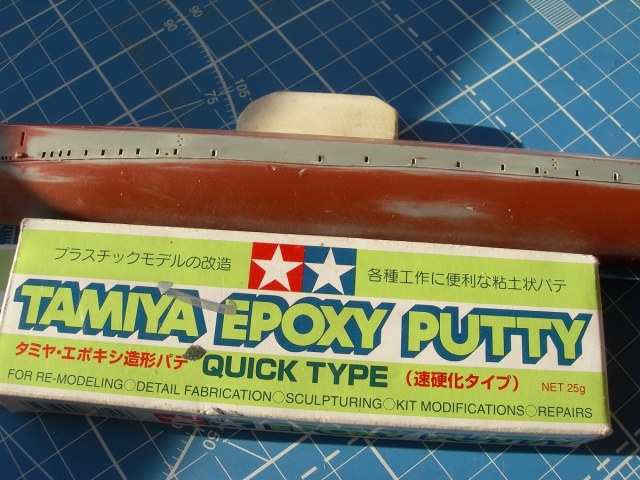 90
80
105
75
プラスチックモデルの改造
各種工作に便利な粘土状パテ
TAMIYA EPOXY PUTTY
タミヤ・エポキシ造形パテ QUICK TYPE (速硬化タイプ) NET 25g
FOR RE-MODELING○DETAIL FABRICATION○SCULPTURING○KIT MODIFICATIONS○REPAIRS
50